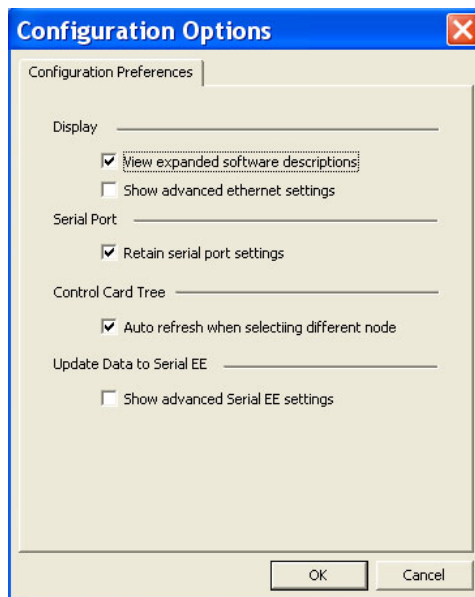 Configuration Options
Configuration Preferences
Display
View expanded software descriptions
Show advanced ethernet settings
Serial Port
Retain serial port settings
Control Card Tree
Auto refresh when selectiing different node
Update Data to Serial EE
Show advanced Serial EE settings
OK Cancel